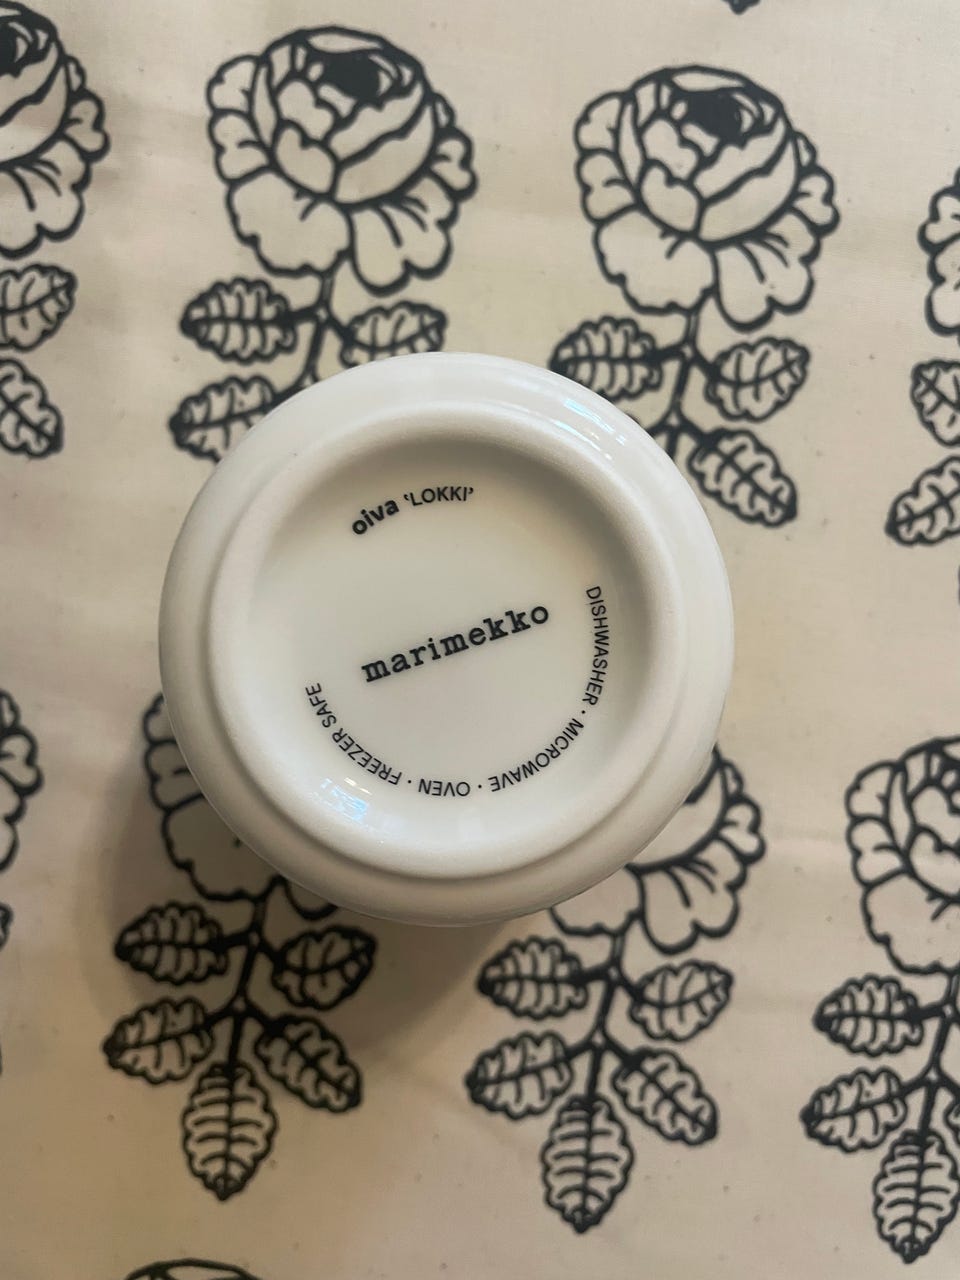 oiva ‘LOKKI’
marimekko
DISHWASHER · MICROWAVE · OVEN · FREEZER SAFE